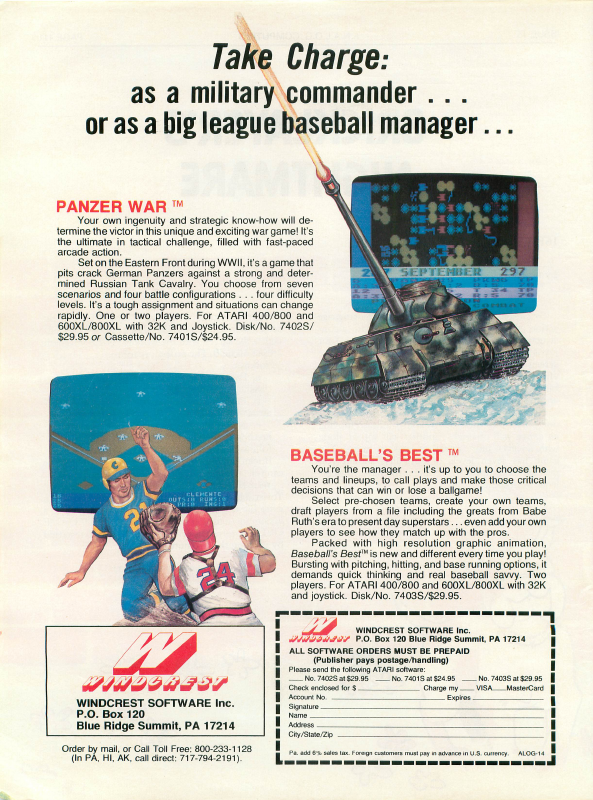 Take Charge:
as a military commander . . .
or as a big league baseball manager . . .
PANZER WAR ™
Your own ingenuity and strategic know-how will de-
termine the victor in this unique and exciting war game! It's
the ultimate in tactical challenge, filled with fast-paced
arcade action.
Set on the Eastern Front during WWII, it's a game that
pits crack German Panzers against a strong and deter-
mined Russian Tank Cavalry. You choose from seven
scenarios and four battle configurations . . . four difficulty
levels. It's a tough assignment and situations can change
rapidly. One or two players. For ATARI 400/800 and
600XL/800XL with 32K and Joystick. Disk/No. 7402S/
$29.95 or Cassette/No. 7401S/$24.95.
SEPTEMBER 297
BASEBALL'S BEST ™
You're the manager . . . it's up to you to choose the
teams and lineups, to call plays and make those critical
decisions that can win or lose a ballgame!
Select pre-chosen teams, create your own teams,
draft players from a file including the greats from Babe
Ruth's era to present day superstars . . . even add your own
players to see how they match up with the pros.
Packed with high resolution graphic animation,
Baseball's Best™ is new and different every time you play!
Bursting with pitching, hitting, and base running options, it
demands quick thinking and real baseball savvy. Two
players. For ATARI 400/800 and 600XL/800XL with 32K
and joystick. Disk/No. 7403S/$29.95.
CLEMENTE
24
W
WINDCREST
WINDCREST SOFTWARE Inc.
P.O. Box 120
Blue Ridge Summit, PA 17214
Order by mail, or Call Toll Free: 800-233-1128
(In PA, HI, AK, call direct: 717-794-2191).
WINDCREST
WINDCREST SOFTWARE Inc.
P.O. Box 120 Blue Ridge Summit, PA 17214
ALL SOFTWARE ORDERS MUST BE PREPAID
(Publisher pays postage/handling)
Please send the following ATARI software:
___ No. 7402S at $29.95 ___ No. 7401S at $24.95 ___ No. 7403S at $29.95
Check enclosed for $ ___ Charge my ___ VISA ___ MasterCard
Account No. ___ Expires ___
Signature
Name
Address
City/State/Zip
Pa. add 6% sales tax. Foreign customers must pay in advance in U.S. currency. ALOG-14